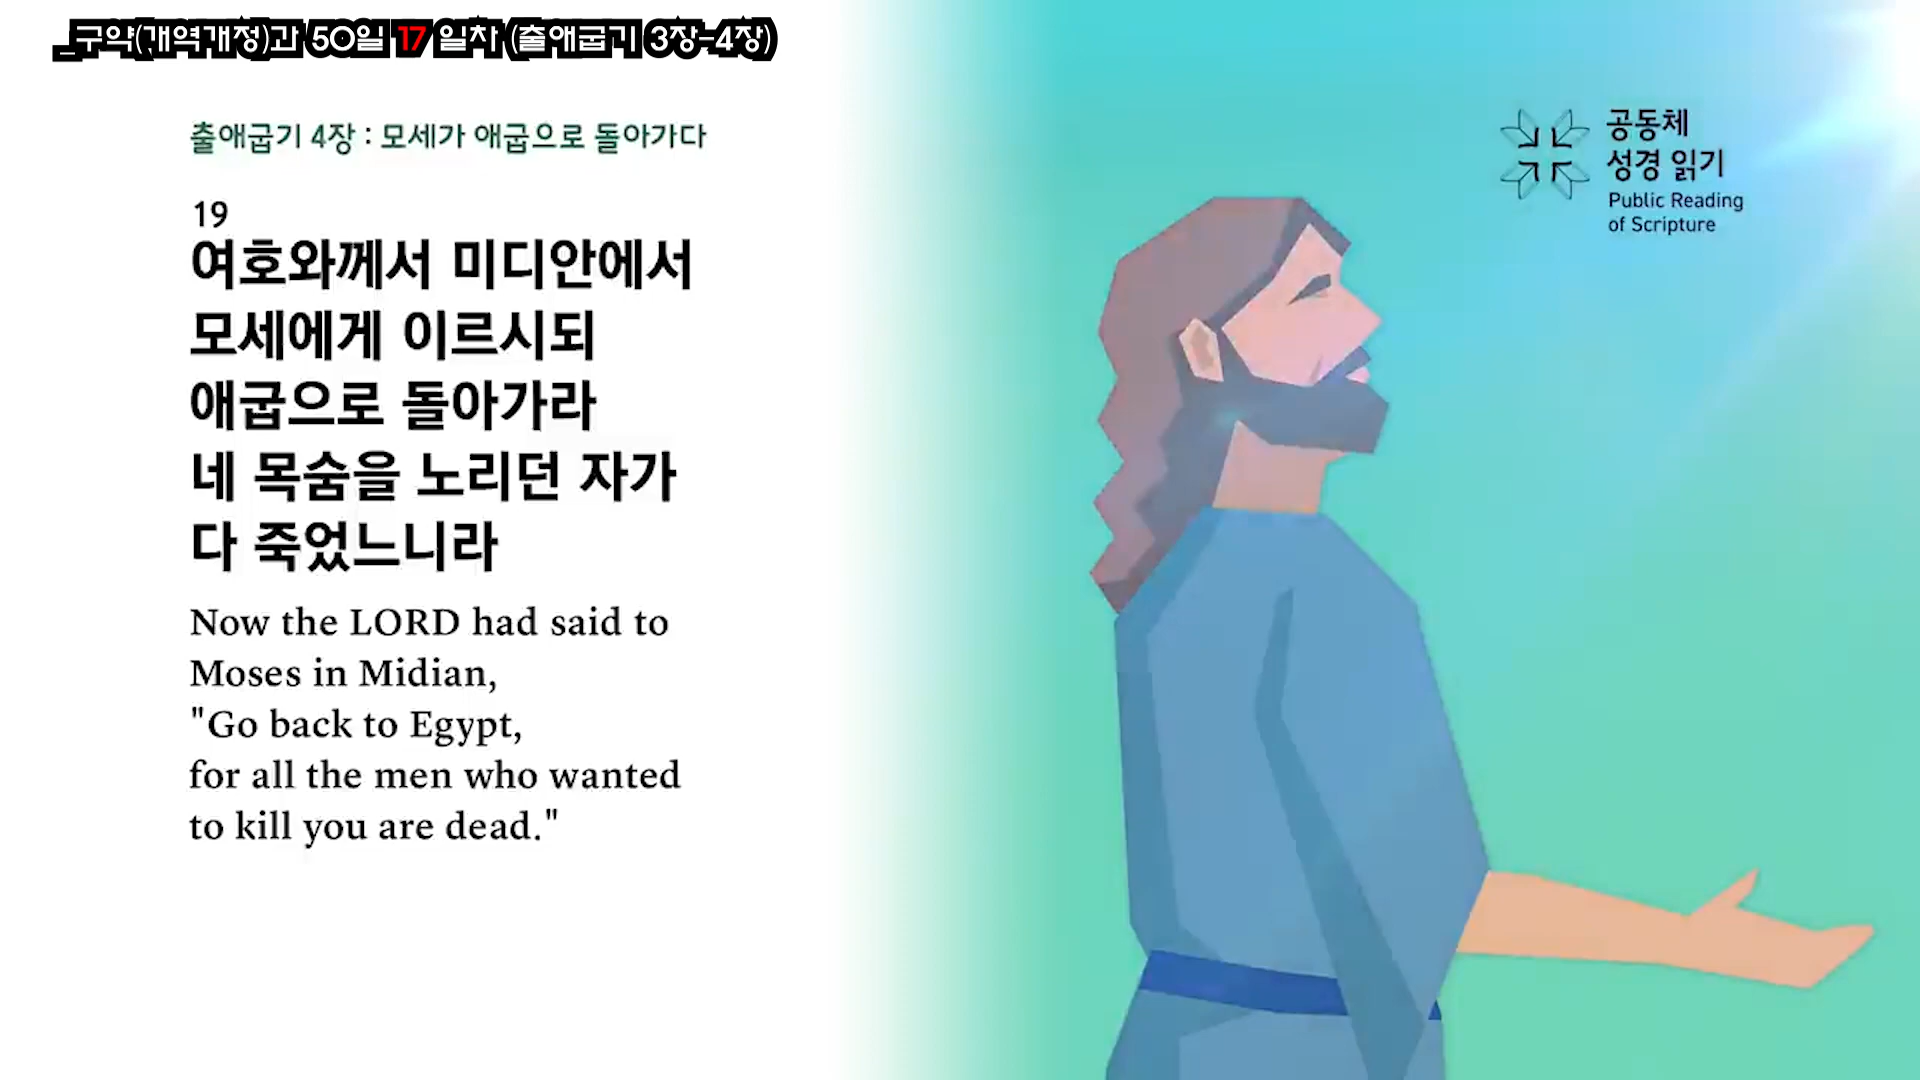 _구약(개역개정)과 50일 17 일차 (출애굽기 3장-4장)
출애굽기 4장 : 모세가 애굽으로 돌아가다
19
여호와께서 미디안에서
모세에게 이르시되
애굽으로 돌아가라
네 목숨을 노리던 자가
다 죽었느니라
Now the LORD had said to
Moses in Midian,
"Go back to Egypt,
for all the men who wanted
to kill you are dead."
공동체
성경 읽기
Public Reading
of Scripture